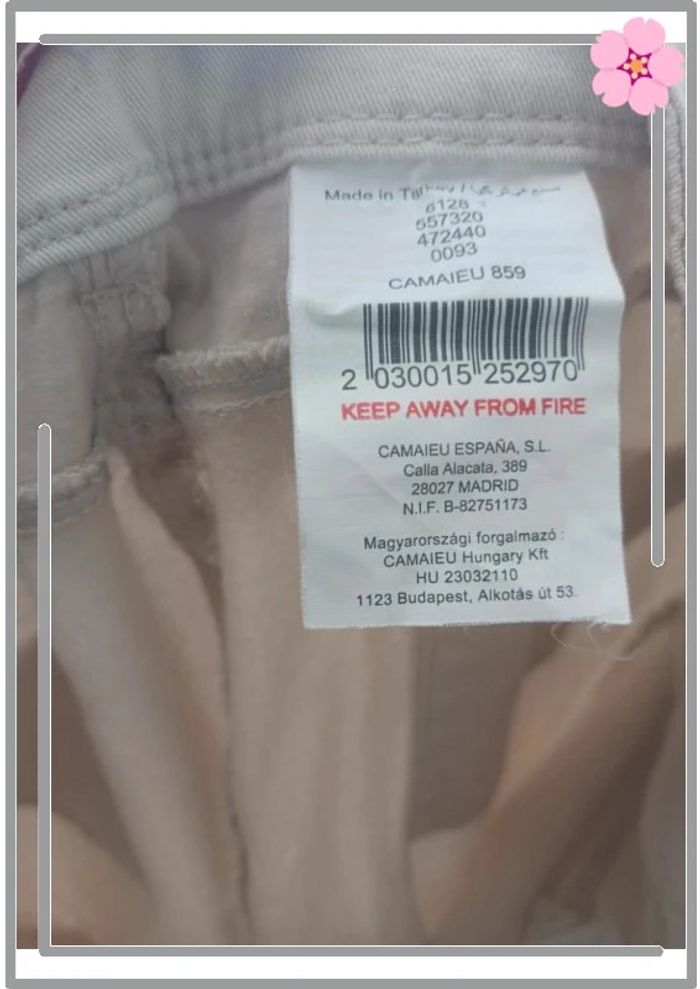 Made in
6128
557320
472440
0093
CAMAIEU 859
2 030015 252970
KEEP AWAY FROM FIRE
CAMAIEU ESPAÑA, S.L.
Calla Alacata, 389
28027 MADRID
N.I.F. B-82751173
Magyarországi forgalmazó :
CAMAIEU Hungary Kft
HU 23032110
1123 Budapest, Alkotás út 53.